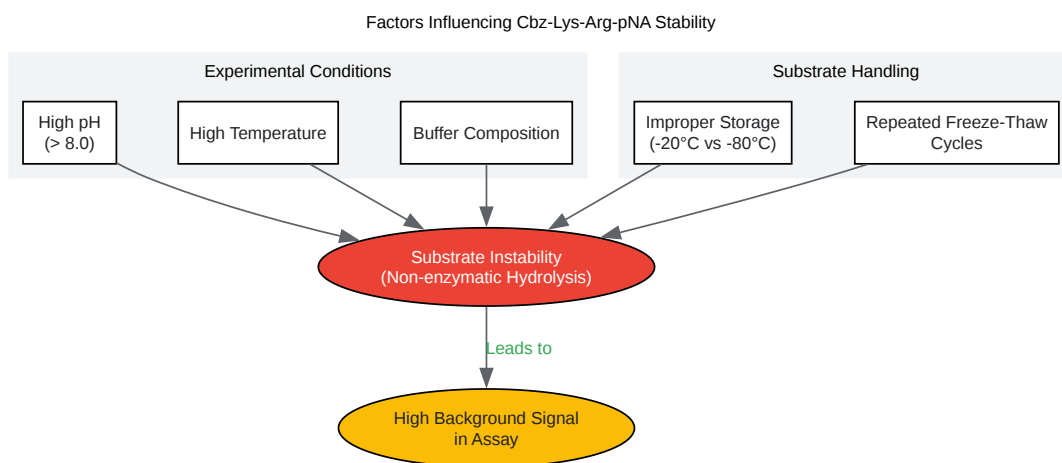 Factors Influencing Cbz-Lys-Arg-pNA Stability
Experimental Conditions
Substrate Handling
High pH
(> 8.0)
High Temperature
Buffer Composition
Improper Storage
(-20°C vs -80°C)
Repeated Freeze-Thaw
Cycles
Substrate Instability
(Non-enzymatic Hydrolysis)
Leads to
High Background Signal
in Assay